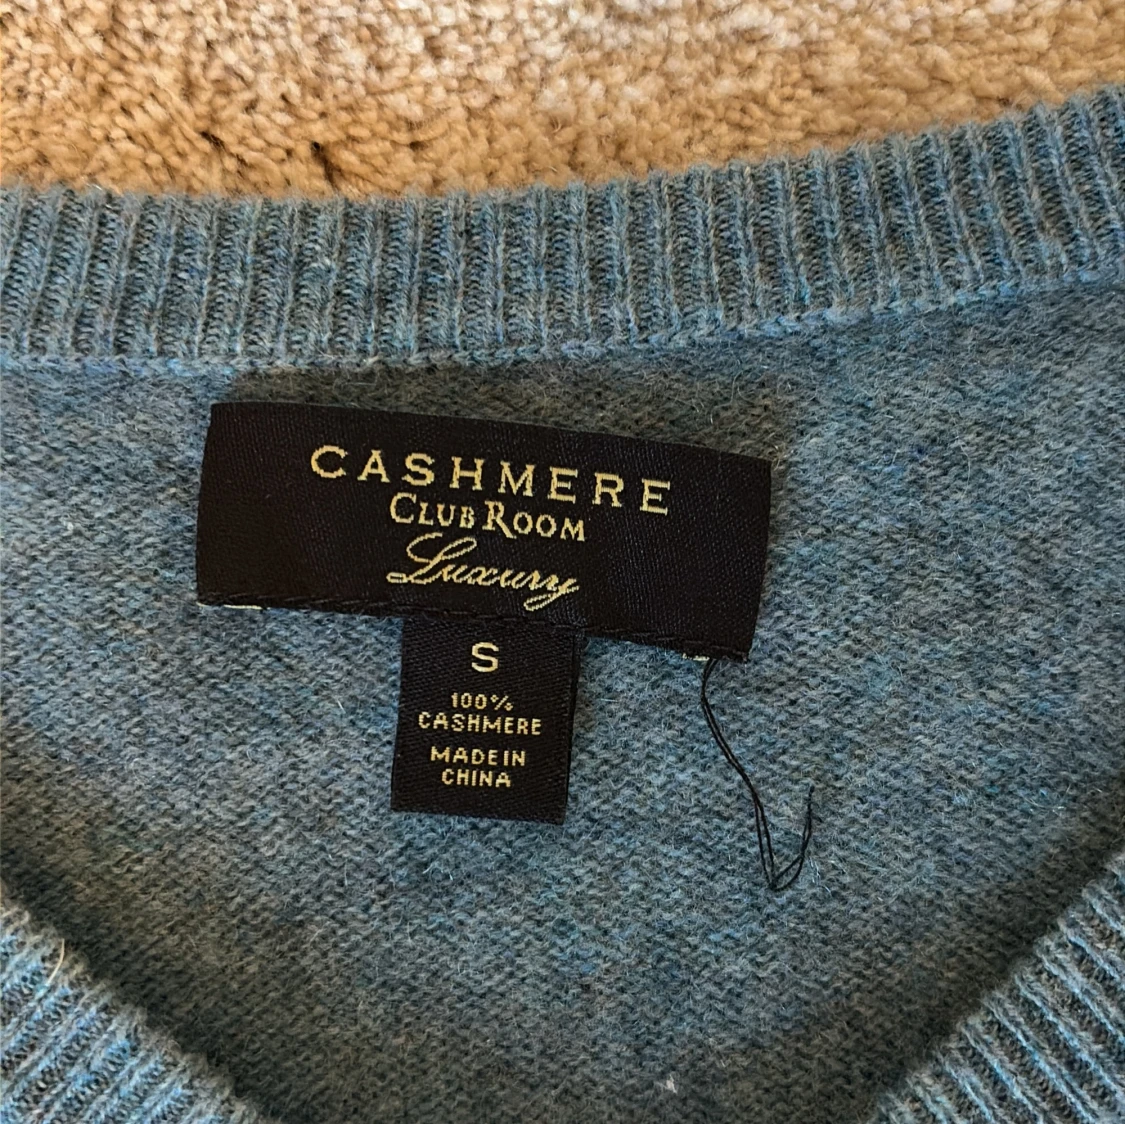 CASHMERE
CLUB ROOM
Luxury
S
100%
CASHMERE
MADE IN
CHINA